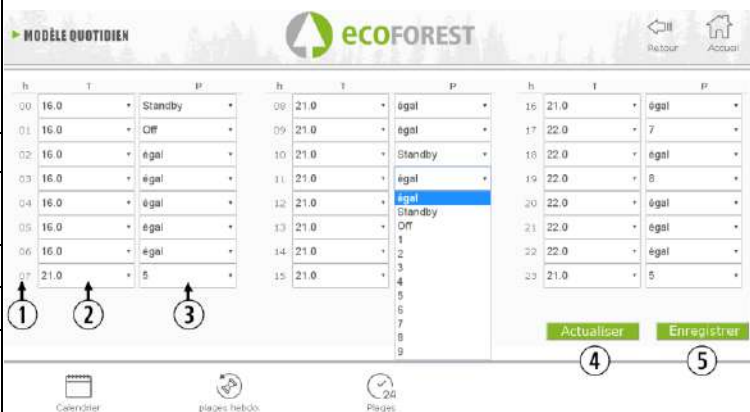 ► MODÈLE QUOTIDIEN
ecoFOREST
Retour
Accueil
h T P h T P h T P
00 16.0 Standby 08 21.0 égal 16 21.0 égal
01 16.0 Off 09 21.0 égal 17 22.0 7
02 16.0 égal 10 21.0 Standby 18 22.0 égal
03 16.0 égal 11 21.0 égal 19 22.0 8
04 16.0 égal 12 21.0 égal 20 22.0 égal
05 16.0 égal 13 21.0 Standby 21 22.0 égal
06 16.0 égal 14 21.0 Off 22 22.0 égal
07 21.0 5 15 21.0 1 23 21.0 5
2
3
4
5
6
7
8
9
1 2 3
Actualiser Enregistrer
4 5
24
Calendrier plages hebdo. Plages